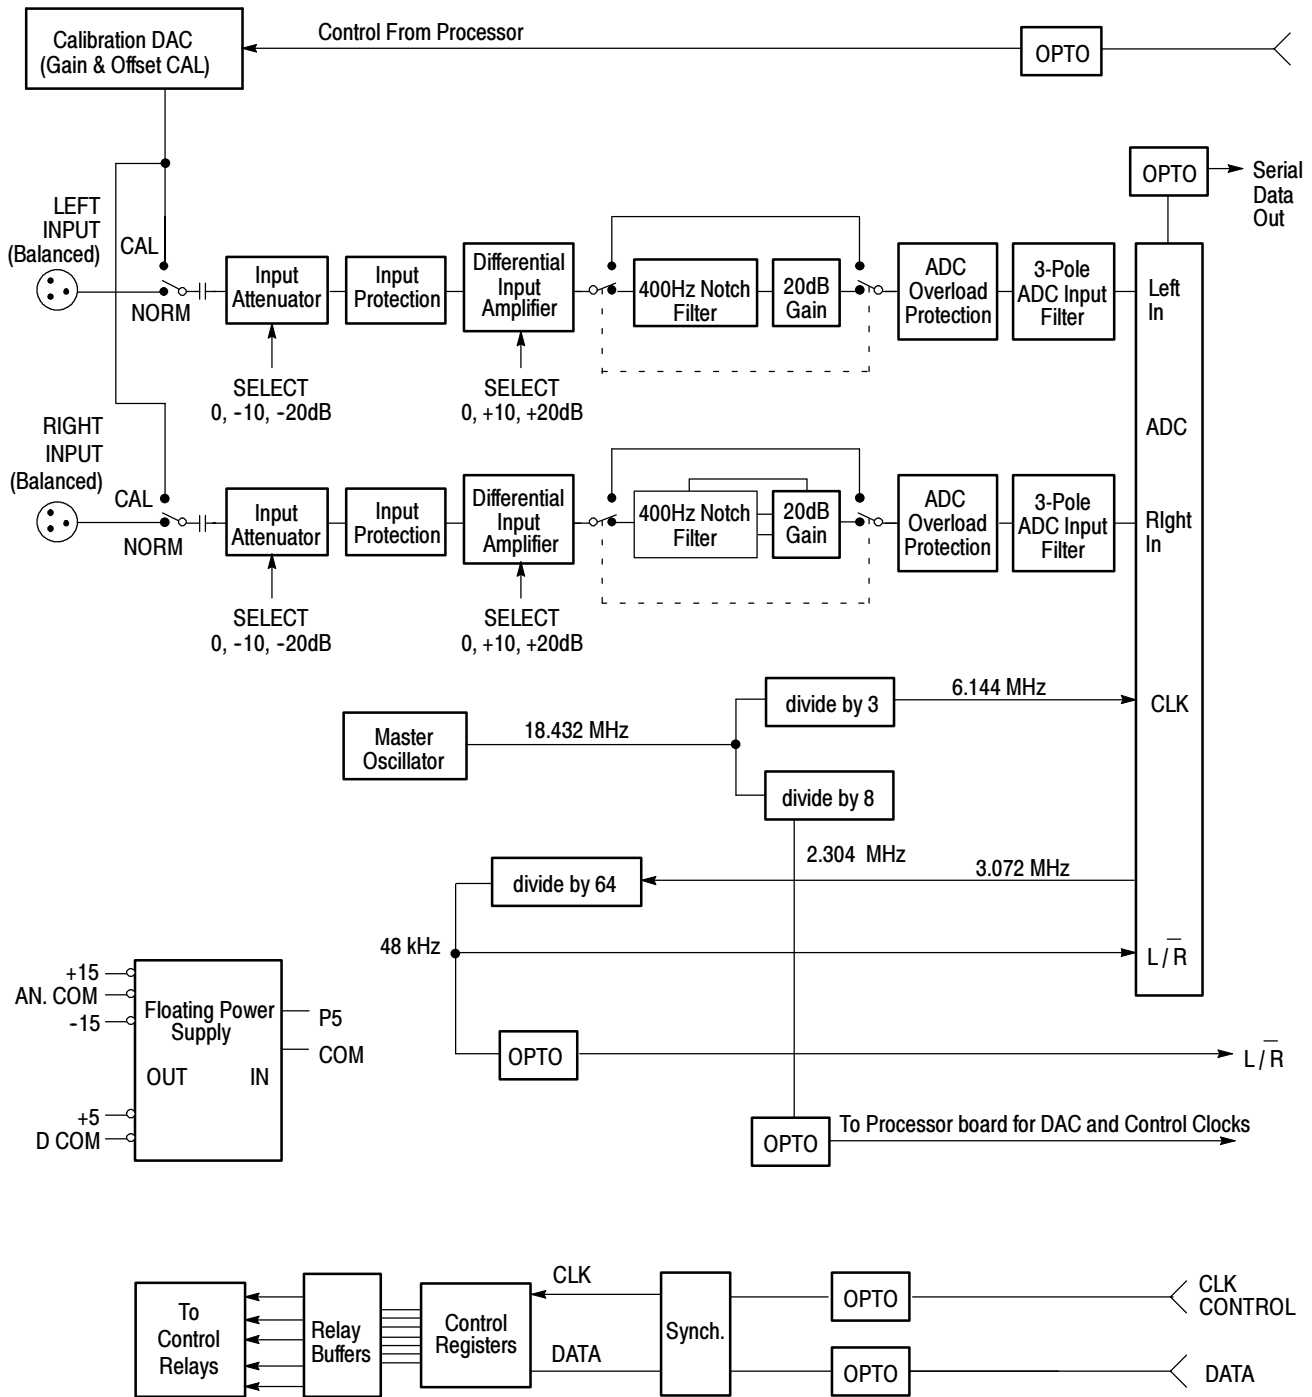 Calibration DAC
(Gain & Offset CAL)
Control From Processor
OPTO
OPTO
Serial
Data
Out
LEFT
INPUT
(Balanced)
CAL
NORM
Input
Attenuator
SELECT
0, -10, -20dB
Input
Protection
Differential
Input
Amplifier
SELECT
0, +10, +20dB
400Hz Notch
Filter
20dB
Gain
ADC
Overload
Protection
3-Pole
ADC Input
Filter
Left
In
ADC
RIGHT
INPUT
(Balanced)
CAL
NORM
Input
Attenuator
SELECT
0, -10, -20dB
Input
Protection
Differential
Input
Amplifier
SELECT
0, +10, +20dB
400Hz Notch
Filter
20dB
Gain
ADC
Overload
Protection
3-Pole
ADC Input
Filter
RIght
In
Master
Oscillator
18.432 MHz
divide by 3
6.144 MHz
CLK
divide by 8
2.304 MHz
3.072 MHz
divide by 64
48 kHz
L / R̅
OPTO
L / R̅
OPTO
To Processor board for DAC and Control Clocks
+15
AN. COM
-15
+5
D COM
Floating Power
Supply
OUT IN
P5
COM
To
Control
Relays
Relay
Buffers
Control
Registers
CLK
DATA
Synch.
OPTO
CLK
CONTROL
OPTO
DATA